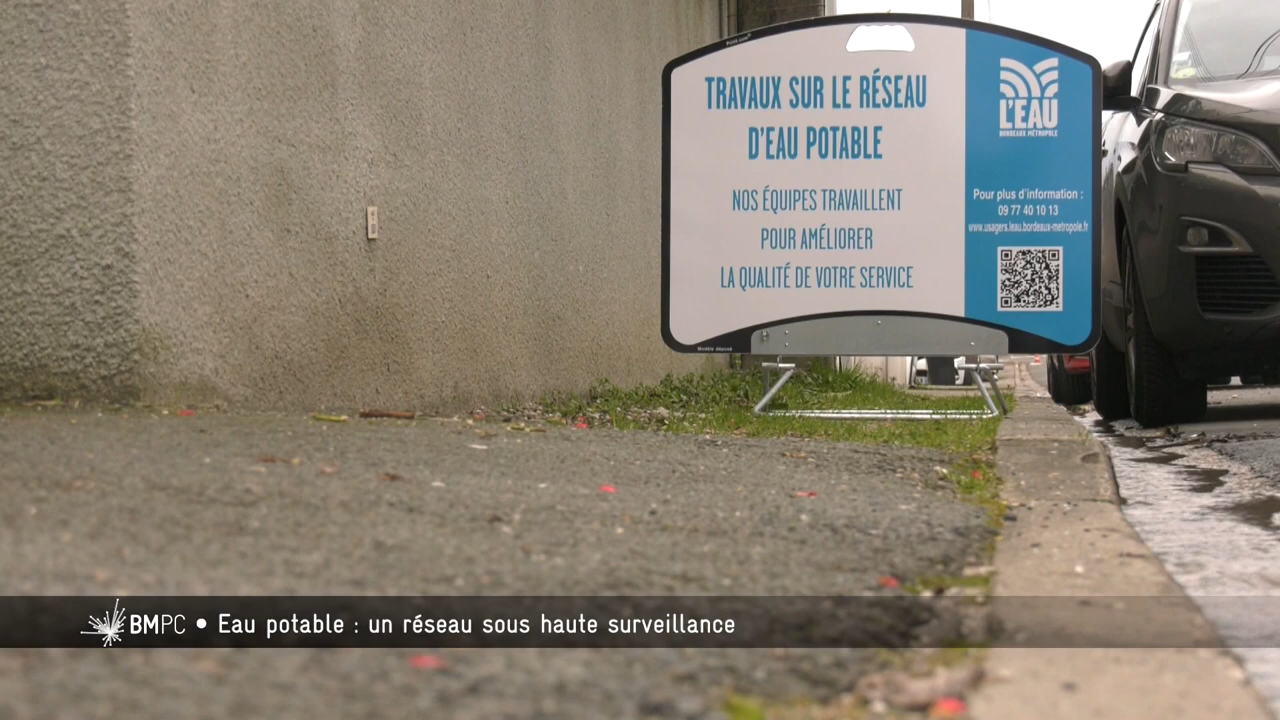 TRAVAUX SUR LE RÉSEAU
D'EAU POTABLE
NOS ÉQUIPES TRAVAILLENT
POUR AMÉLIORER
LA QUALITÉ DE VOTRE SERVICE
L'EAU
BORDEAUX MÉTROPOLE
Pour plus d'information :
09 77 40 10 13
www.usagers.leau.bordeaux-metropole.fr
Modèle déposé
BMPC • Eau potable : un réseau sous haute surveillance